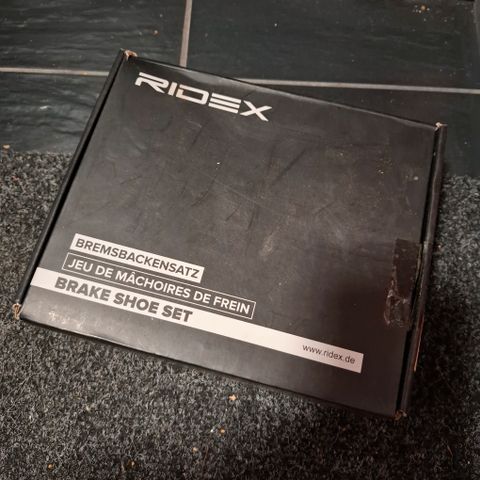 RIDEX
BREMSBACKENSATZ
JEU DE MÂCHOIRES DE FREIN
BRAKE SHOE SET
www.ridex.de